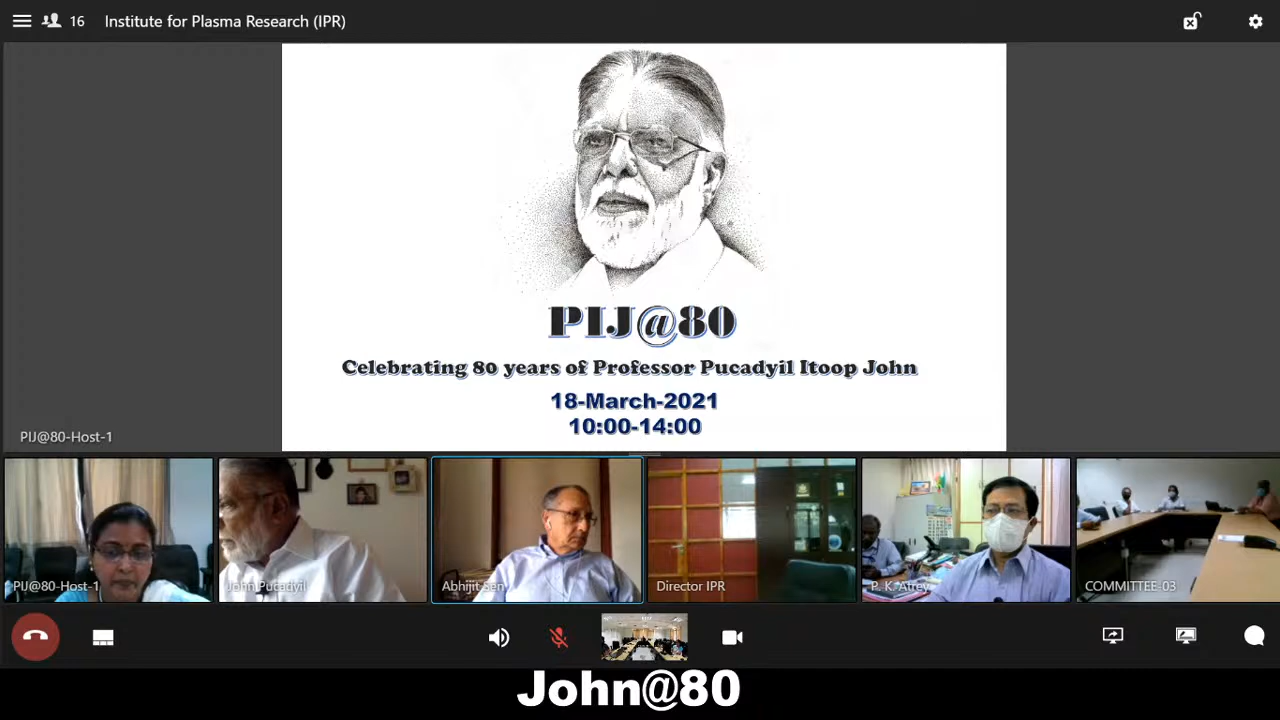 16 Institute for Plasma Research (IPR)
PIJ@80
Celebrating 80 years of Professor Pucadyil Itoop John
18-March-2021
10:00-14:00
PIJ@80-Host-1
PIJ@80-Host-1
John Pucadyil
Abhijit Sen
Director IPR
P. K. Atrey
COMMITTEE-03
John@80